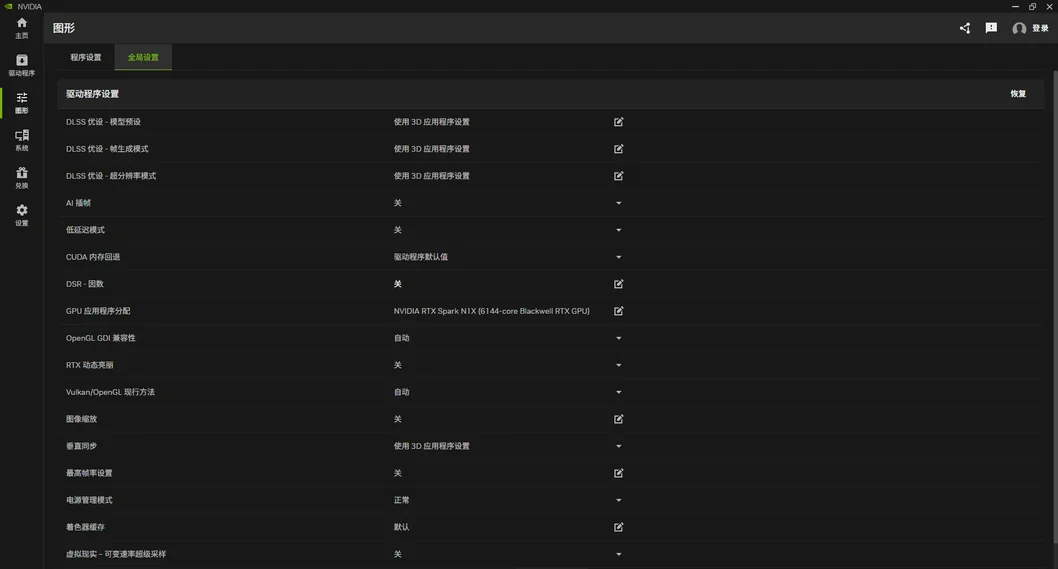 NVIDIA
主页
驱动程序
图形
系统
兑换
设置
图形
登录
程序设置
全局设置
驱动程序设置
恢复
DLSS 优设 - 模型预设 使用 3D 应用程序设置
DLSS 优设 - 帧生成模式 使用 3D 应用程序设置
DLSS 优设 - 超分辨率模式 使用 3D 应用程序设置
AI 插帧 关
低延迟模式 关
CUDA 内存回退 驱动程序默认值
DSR - 因数 关
GPU 应用程序分配 NVIDIA RTX Spark N1X (6144-core Blackwell RTX GPU)
OpenGL GDI 兼容性 自动
RTX 动态亮丽 关
Vulkan/OpenGL 现行方法 自动
图像缩放 关
垂直同步 使用 3D 应用程序设置
最高帧率设置 关
电源管理模式 正常
着色器缓存 默认
虚拟现实 – 可变速率超级采样 关